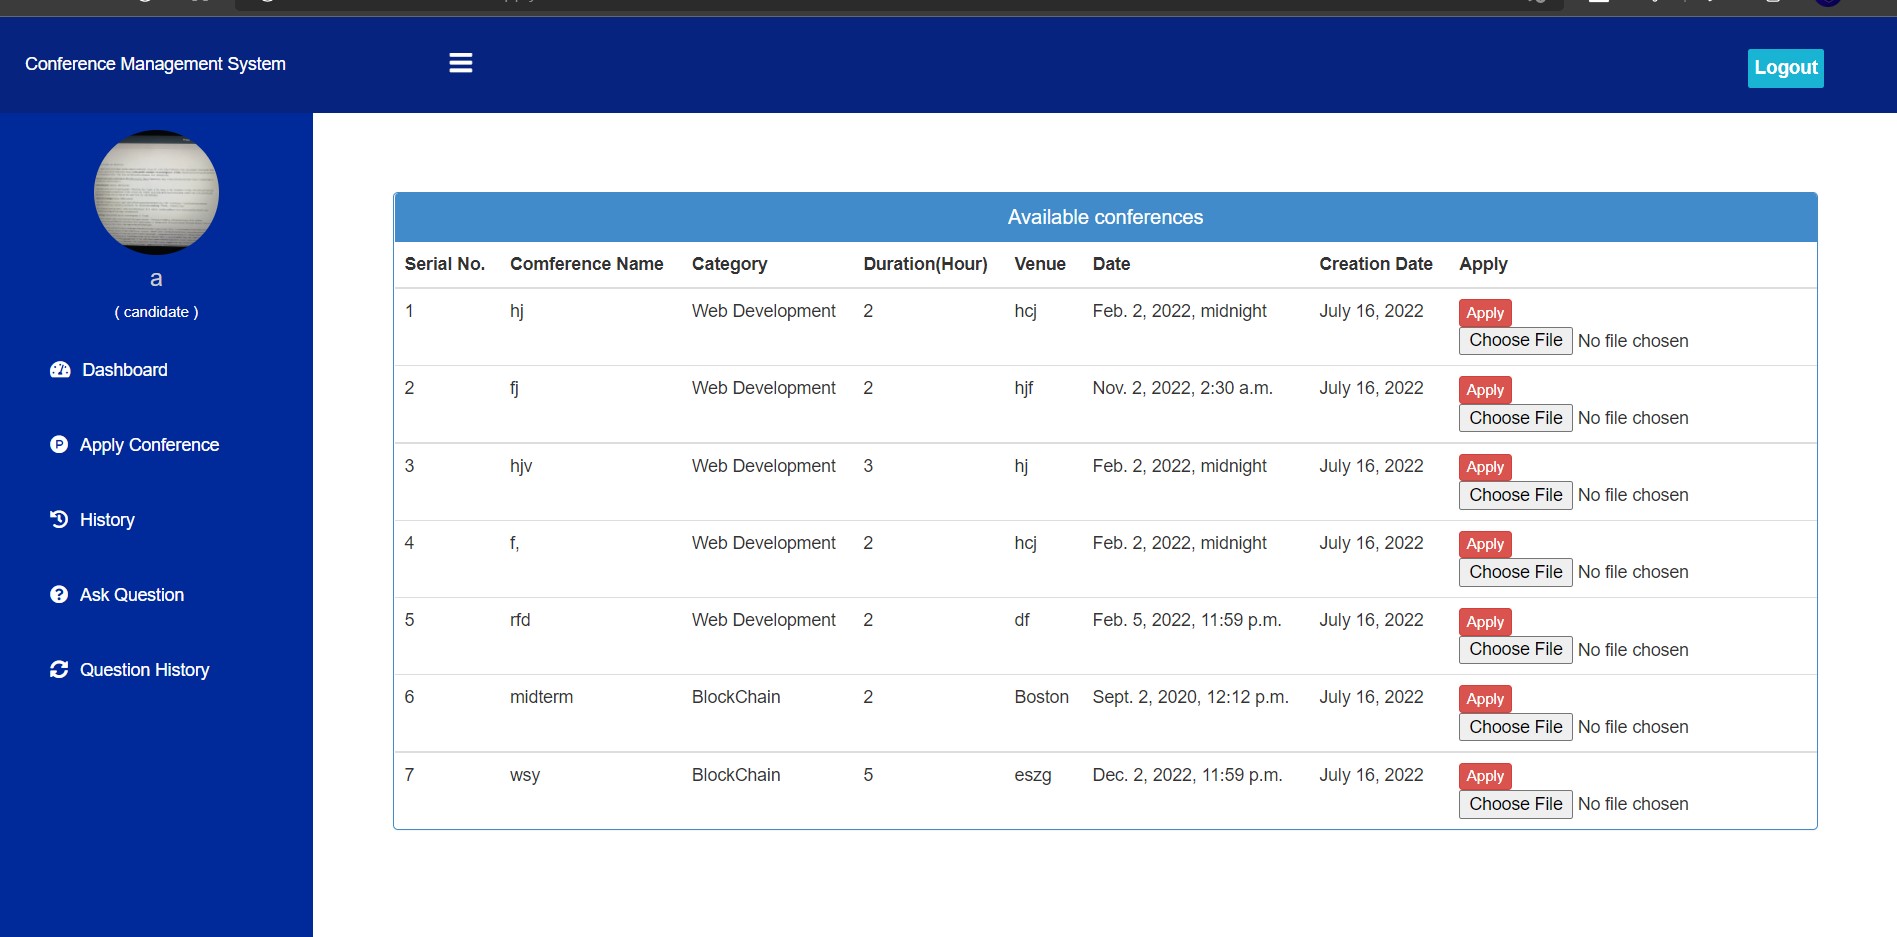 Conference Management System
Logout
a
( candidate )
Dashboard
Apply Conference
History
Ask Question
Question History
Available conferences
Serial No. Comference Name Category Duration(Hour) Venue Date Creation Date Apply
1 hj Web Development 2 hcj Feb. 2, 2022, midnight July 16, 2022 Apply
Choose File No file chosen
2 fj Web Development 2 hjf Nov. 2, 2022, 2:30 a.m. July 16, 2022 Apply
Choose File No file chosen
3 hjv Web Development 3 hj Feb. 2, 2022, midnight July 16, 2022 Apply
Choose File No file chosen
4 f, Web Development 2 hcj Feb. 2, 2022, midnight July 16, 2022 Apply
Choose File No file chosen
5 rfd Web Development 2 df Feb. 5, 2022, 11:59 p.m. July 16, 2022 Apply
Choose File No file chosen
6 midterm BlockChain 2 Boston Sept. 2, 2020, 12:12 p.m. July 16, 2022 Apply
Choose File No file chosen
7 wsy BlockChain 5 eszg Dec. 2, 2022, 11:59 p.m. July 16, 2022 Apply
Choose File No file chosen